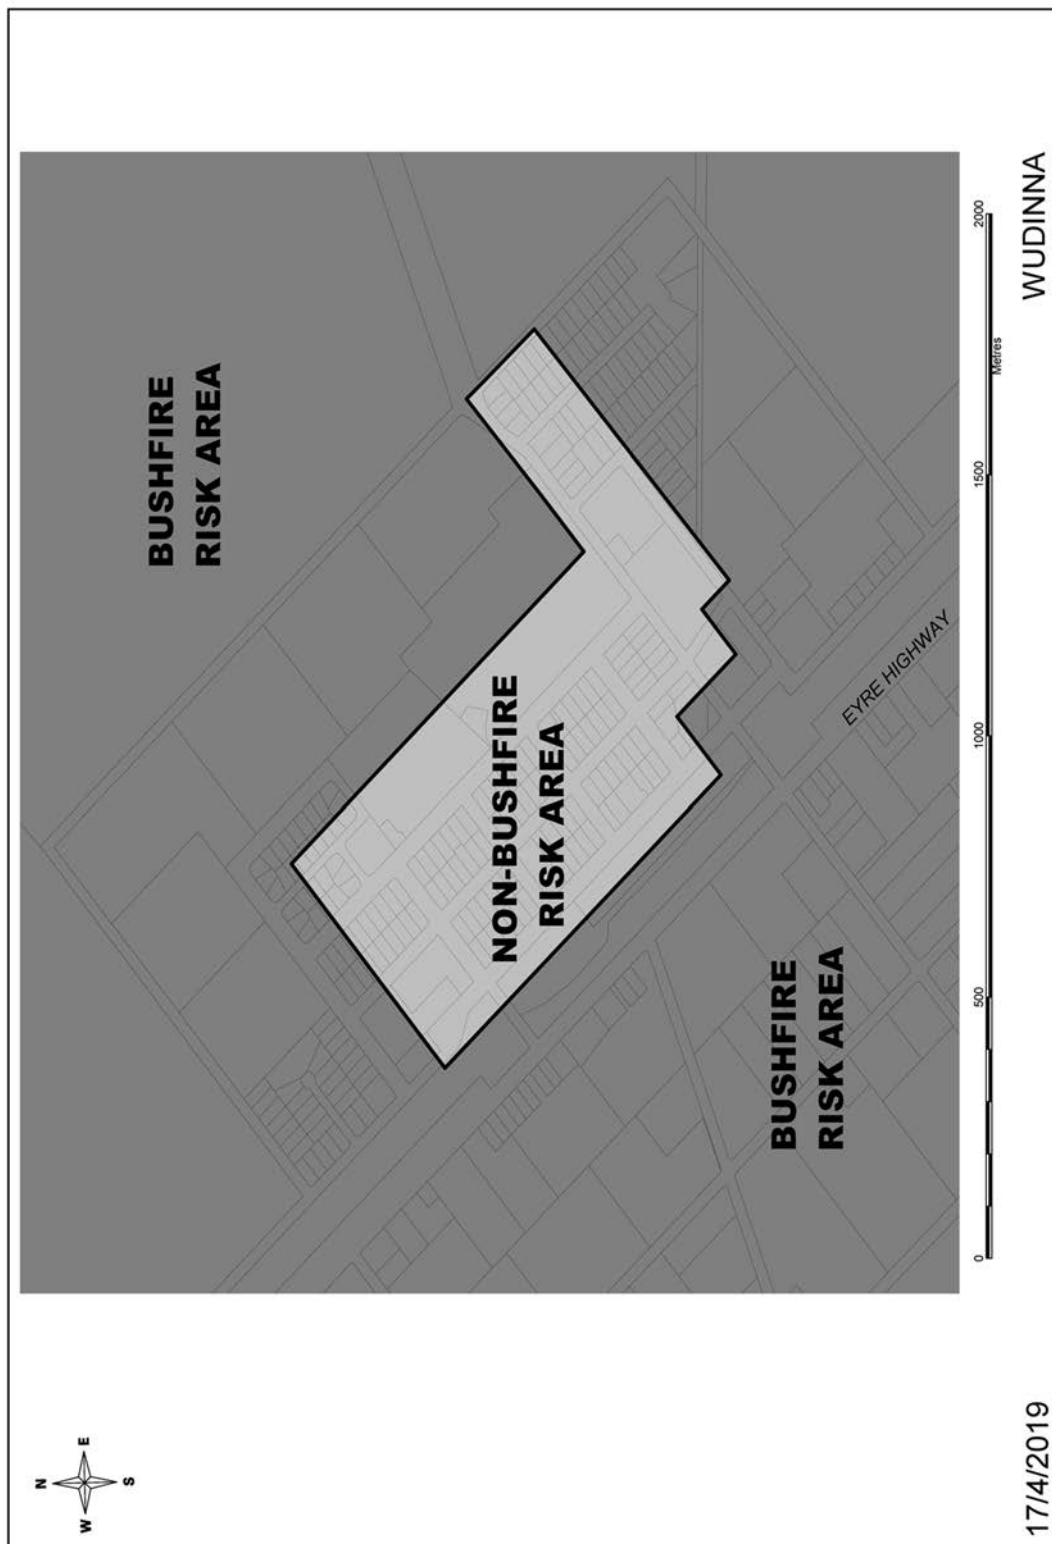 N
W
E
S
BUSHFIRE
RISK AREA
NON-BUSHFIRE
RISK AREA
BUSHFIRE
RISK AREA
EYRE HIGHWAY
0
500
1000
1500
2000
Metres
17/4/2019
WUDINNA